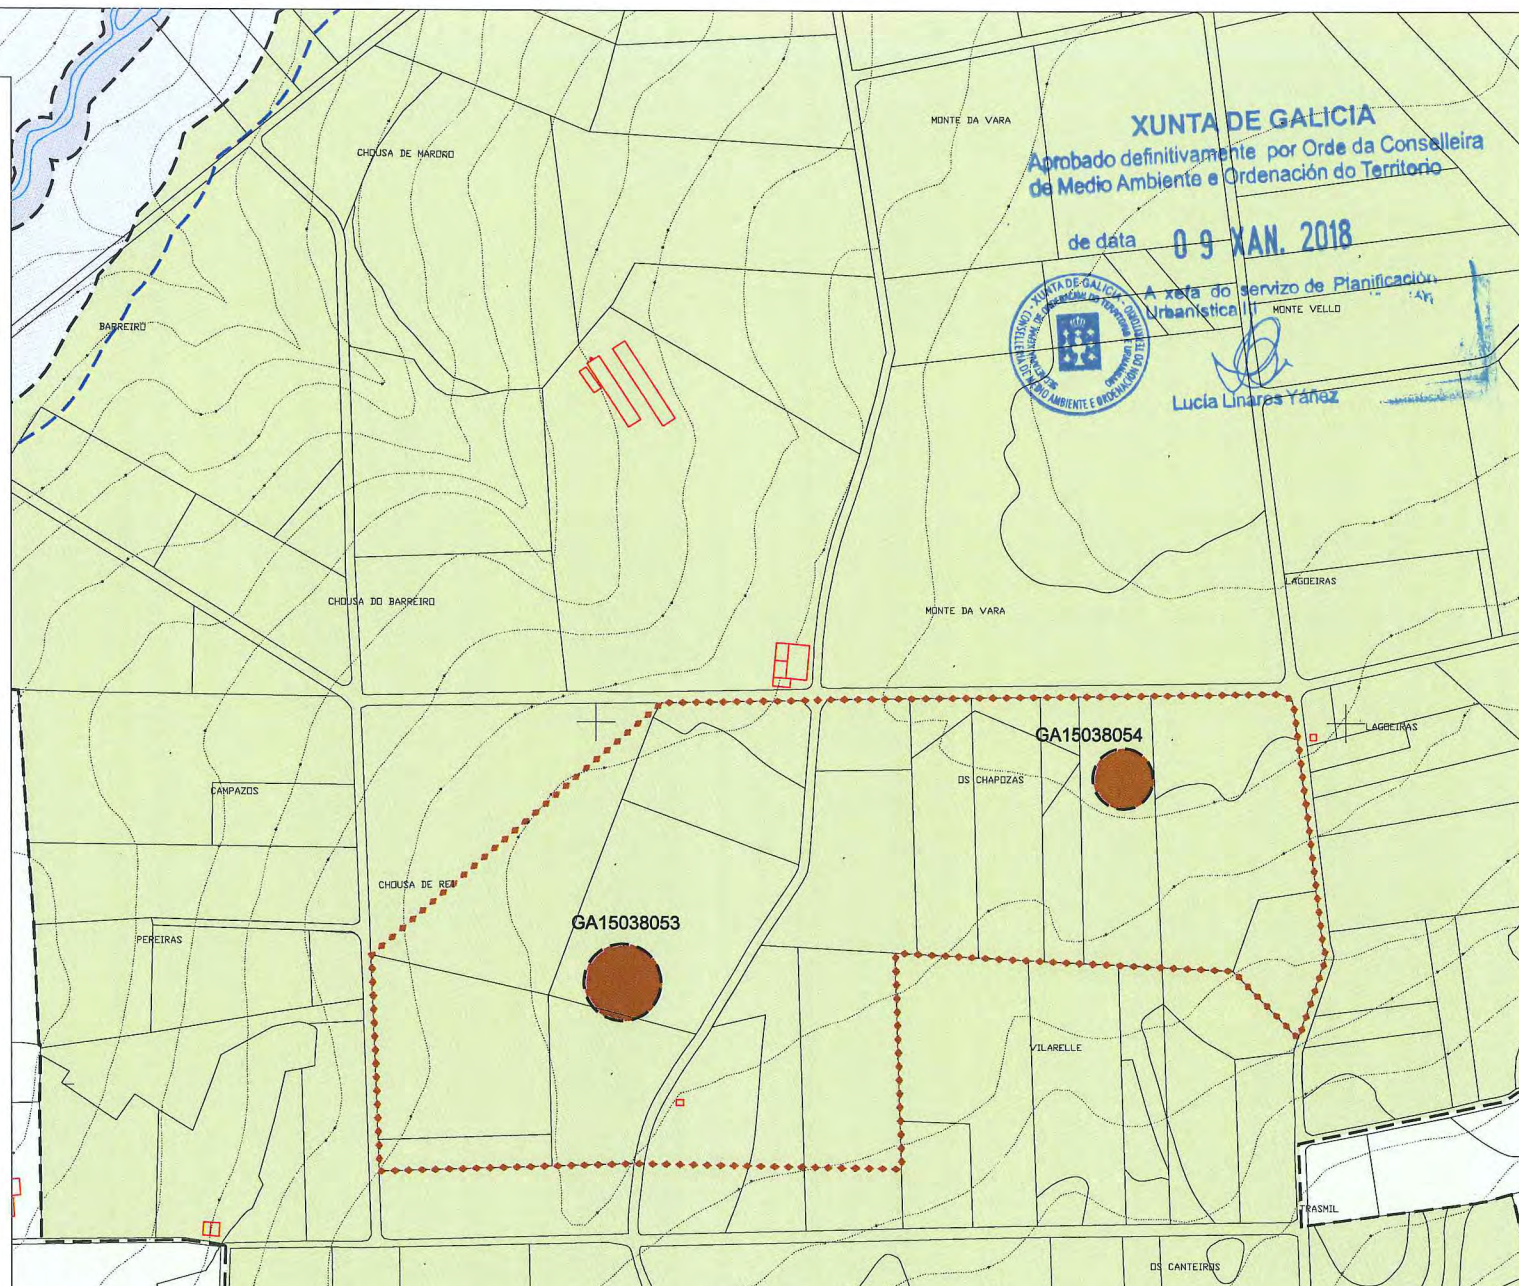 MONTE DA VARA
XUNTA DE GALICIA
Aprobado definitivamente por Orde da Conselleira
de Medio Ambiente e Ordenación do Territorio
de data 09 XAN. 2018
A xefa do servizo de Planificación
Urbanística II
Lucía Linares Yáñez
CHOUSA DE MAROÑO
BARREIRO
MONTE VELLO
CHOUSA DO BARREIRO
MONTE DA VARA
LAGOEIRAS
LAGOEIRAS
GA15038054
OS CHAPOZAS
CAMPAZOS
CHOUSA DE REI
GA15038053
PEREIRAS
VILARELLE
TRASMIL
OS CANTEIROS